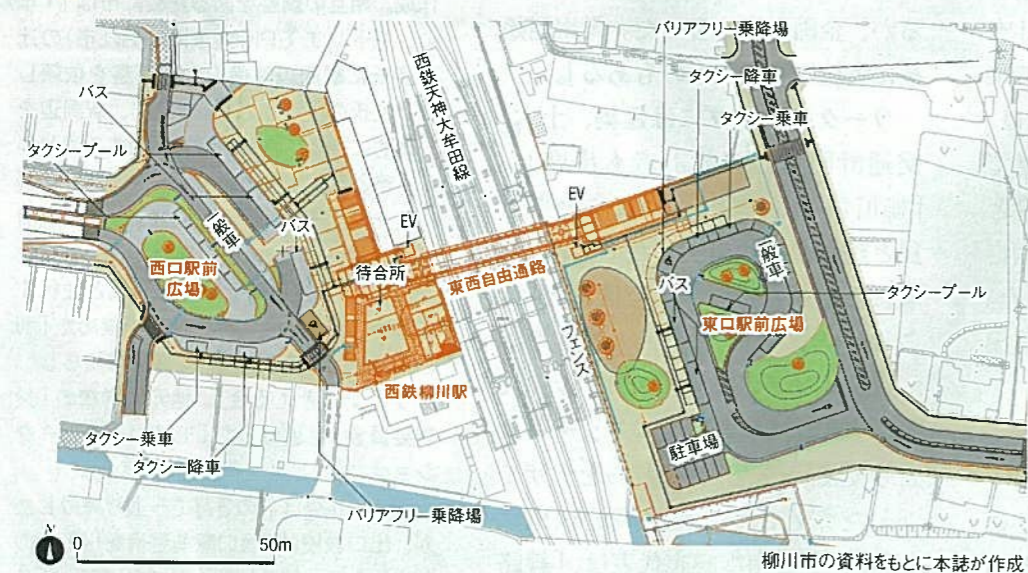 バリアフリー乗降場
タクシー降車
タクシー乗車
バス
タクシープール
西鉄天神大牟田線
EV
EV
一般車
バス
待合所
東西自由通路
西口駅前
広場
一般車
バス
タクシープール
東口駅前広場
フェンス
西鉄柳川駅
駐車場
タクシー乗車
タクシー降車
バリアフリー乗降場
N
0
50m
柳川市の資料をもとに本誌が作成